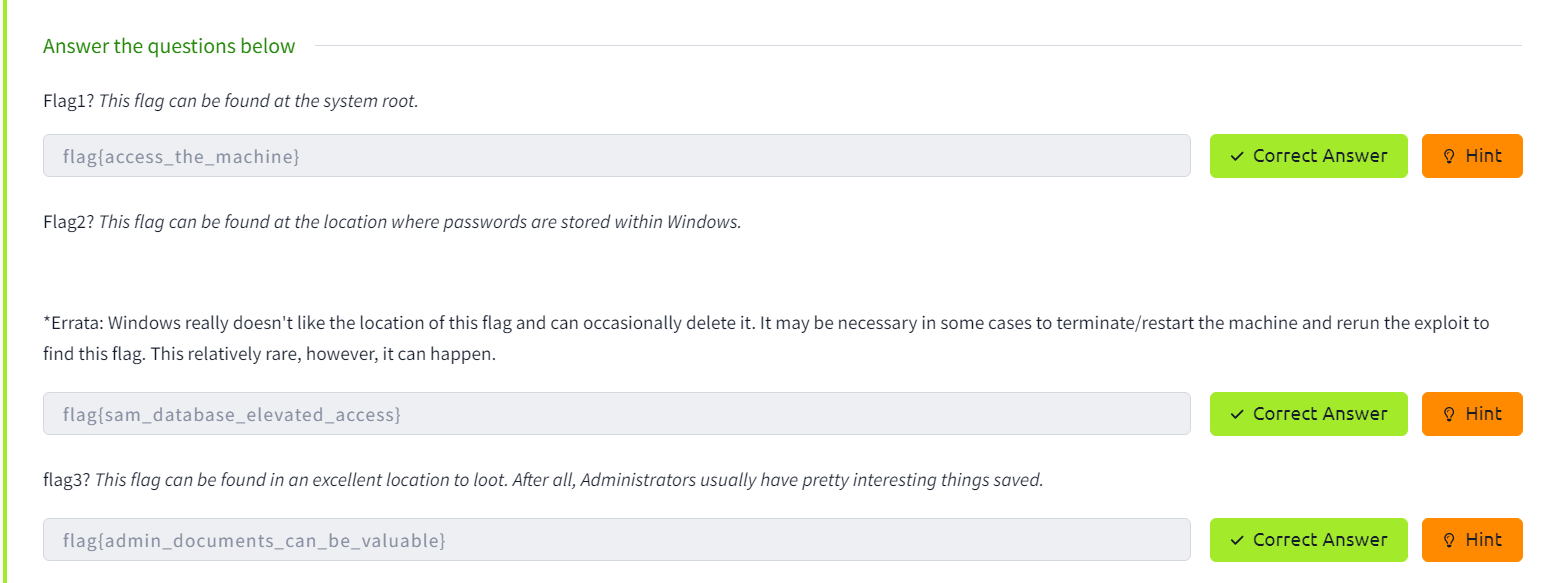 Answer the questions below
Flag1? This flag can be found at the system root.
flag{access_the_machine}
Correct Answer
Hint
Flag2? This flag can be found at the location where passwords are stored within Windows.
*Errata: Windows really doesn't like the location of this flag and can occasionally delete it. It may be necessary in some cases to terminate/restart the machine and rerun the exploit to
find this flag. This relatively rare, however, it can happen.
flag{sam_database_elevated_access}
Correct Answer
Hint
flag3? This flag can be found in an excellent location to loot. After all, Administrators usually have pretty interesting things saved.
flag{admin_documents_can_be_valuable}
Correct Answer
Hint